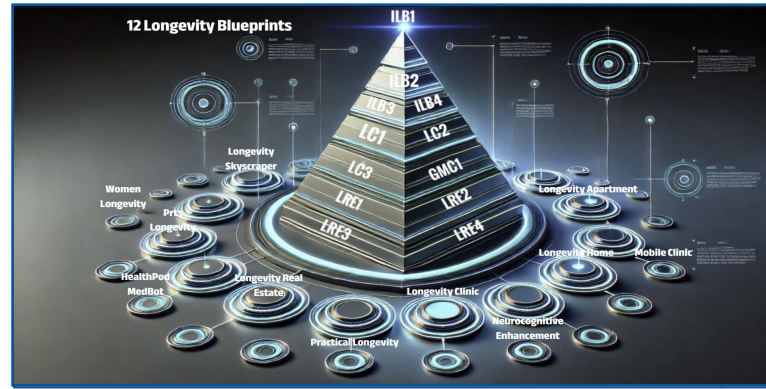 12 Longevity Blueprints
ILB1
ILB2
ILB3
ILB4
LC1
LC2
LC3
GMC1
LRE1
LRE2
LRE3
LRE4
Longevity
Skyscraper
Women
Longevity
Longevity
HealthPod
MedBot
Longevity Real
Estate
Practical Longevity
Longevity Clinic
Neurocognitive
Enhancement
Longevity Home
Mobile Clinic
Longevity Apartment